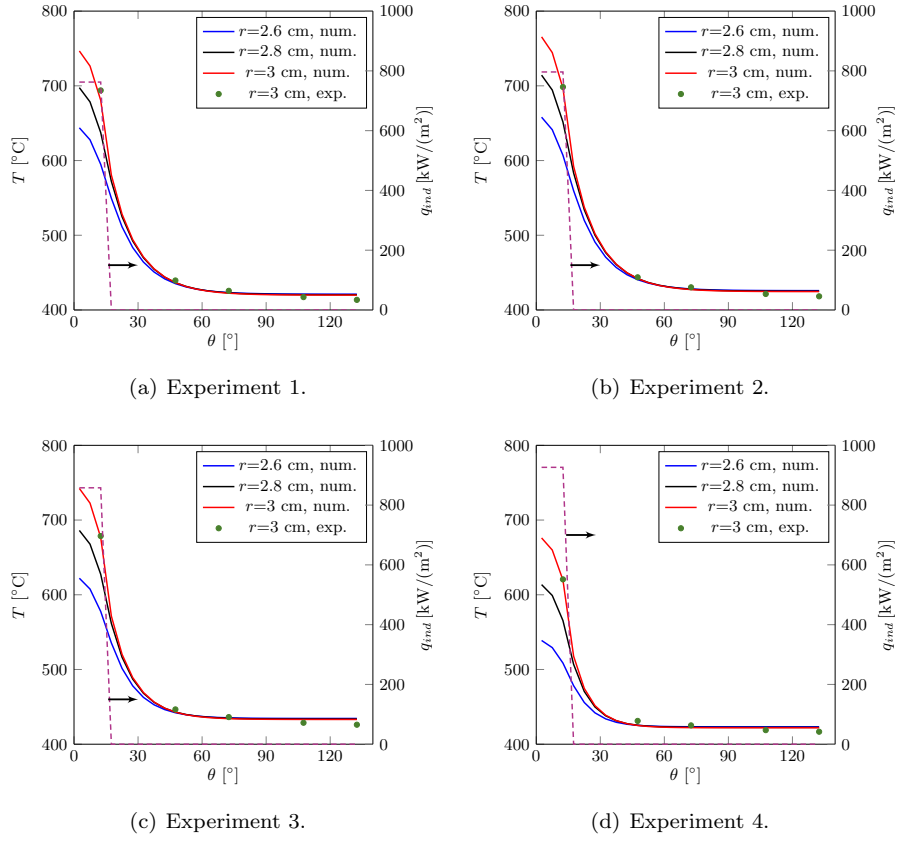 800
700
600
500
400
T [°C]
0 30 60 90 120
θ [°]
1000
800
600
400
200
0
q_ind [kW/(m²)]
r=2.6 cm, num.
r=2.8 cm, num.
r=3 cm, num.
r=3 cm, exp.
(a) Experiment 1.
800
700
600
500
400
T [°C]
0 30 60 90 120
θ [°]
1000
800
600
400
200
0
q_ind [kW/(m²)]
r=2.6 cm, num.
r=2.8 cm, num.
r=3 cm, num.
r=3 cm, exp.
(b) Experiment 2.
800
700
600
500
400
T [°C]
0 30 60 90 120
θ [°]
1000
800
600
400
200
0
q_ind [kW/(m²)]
r=2.6 cm, num.
r=2.8 cm, num.
r=3 cm, num.
r=3 cm, exp.
(c) Experiment 3.
800
700
600
500
400
T [°C]
0 30 60 90 120
θ [°]
1000
800
600
400
200
0
q_ind [kW/(m²)]
r=2.6 cm, num.
r=2.8 cm, num.
r=3 cm, num.
r=3 cm, exp.
(d) Experiment 4.